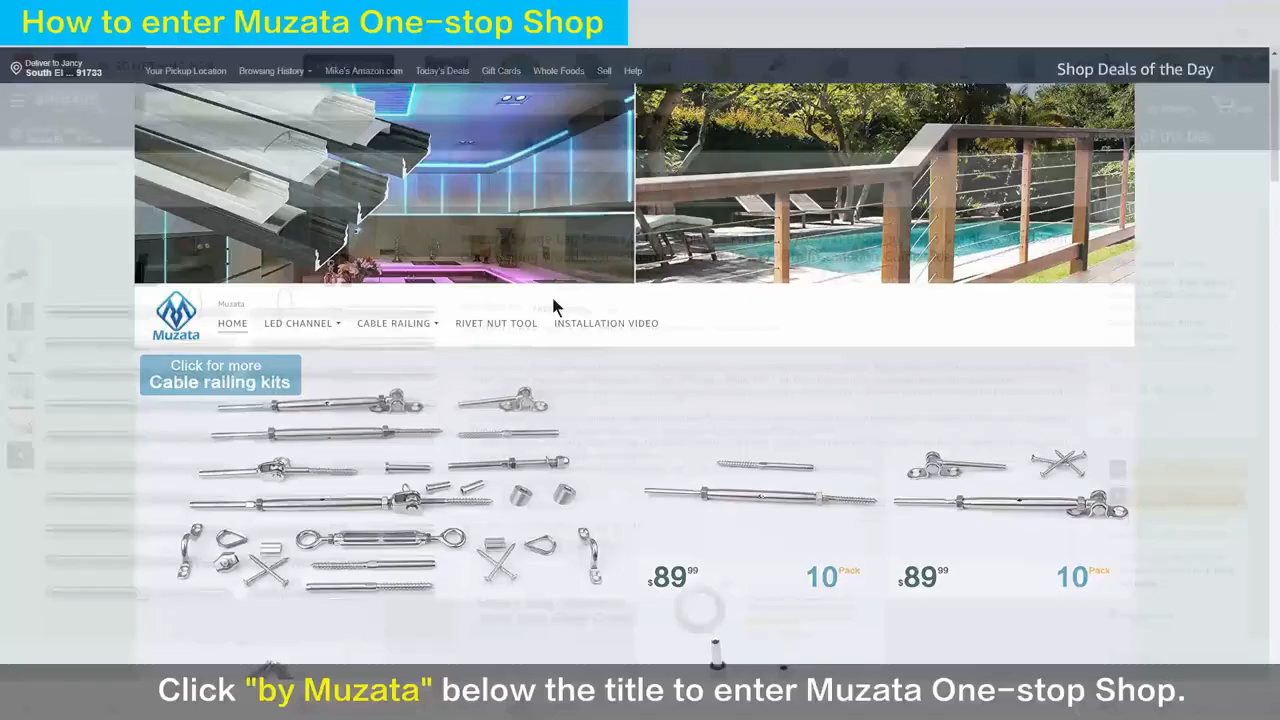 How to enter Muzata One-stop Shop
Deliver to Jancy
South El ... 91733
Your Pickup Location Browsing History Mike's Amazon.com Today's Deals Gift Cards Whole Foods Sell Help
Shop Deals of the Day
Muzata
Muzata
HOME LED CHANNEL CABLE RAILING RIVET NUT TOOL INSTALLATION VIDEO
Click for more
Cable railing kits
$89 99 10 Pack
$89 99 10 Pack
Click "by Muzata" below the title to enter Muzata One-stop Shop.